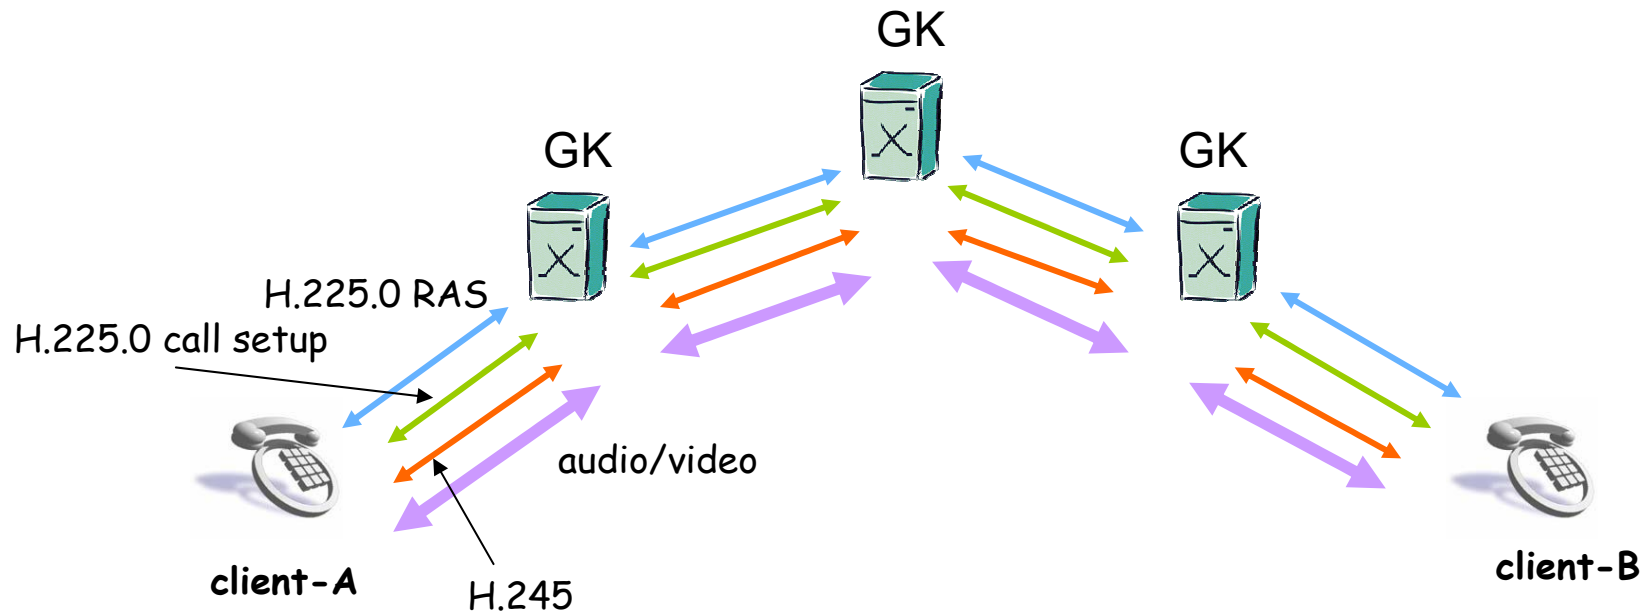 GK
GK
GK
H.225.0 RAS
H.225.0 call setup
audio/video
client-A
H.245
client-B